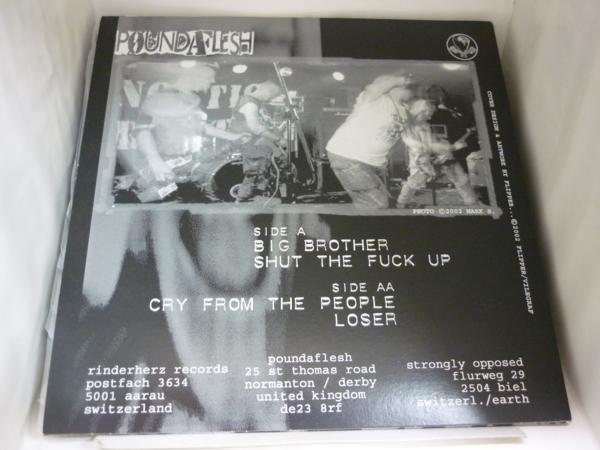 POUNDAFLESH
PHOTO ©2002 MARK S.
COVER DESIGN & ARTWORK BY FLIPPER...©2002 FLIPPER/VILEGRAF
SIDE A
BIG BROTHER
SHUT THE FUCK UP
SIDE AA
CRY FROM THE PEOPLE
LOSER
rinderherz records
postfach 3634
5001 aarau
switzerland
poundaflesh
25 st thomas road
normanton / derby
united kingdom
de23 8rf
strongly opposed
flurweg 29
2504 biel
switzerl./earth